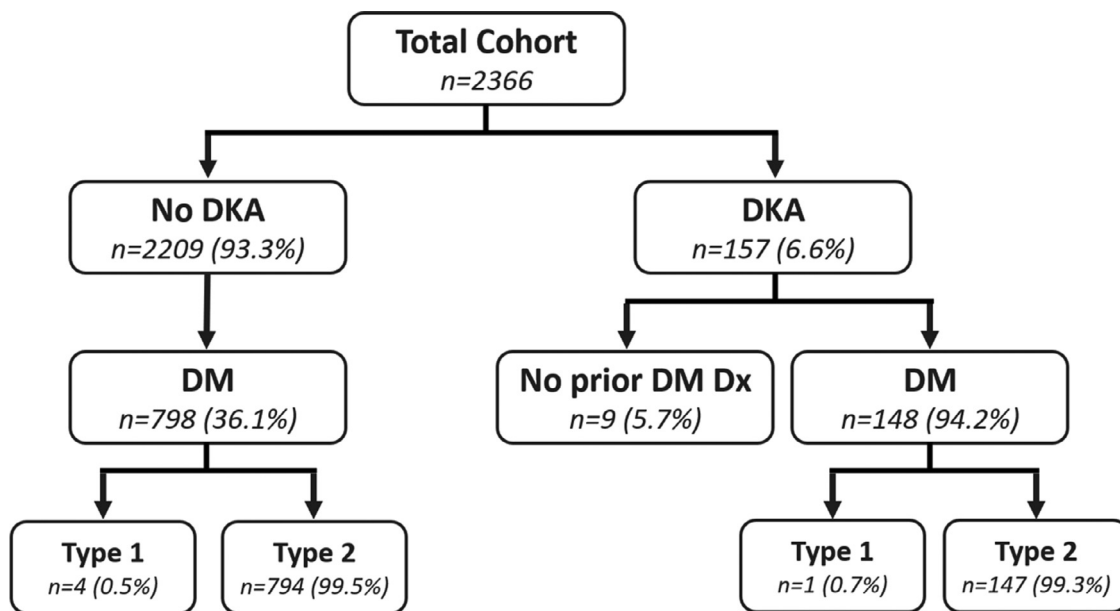 Total Cohort
n=2366
No DKA
n=2209 (93.3%)
DKA
n=157 (6.6%)
DM
n=798 (36.1%)
No prior DM Dx
n=9 (5.7%)
DM
n=148 (94.2%)
Type 1
n=4 (0.5%)
Type 2
n=794 (99.5%)
Type 1
n=1 (0.7%)
Type 2
n=147 (99.3%)